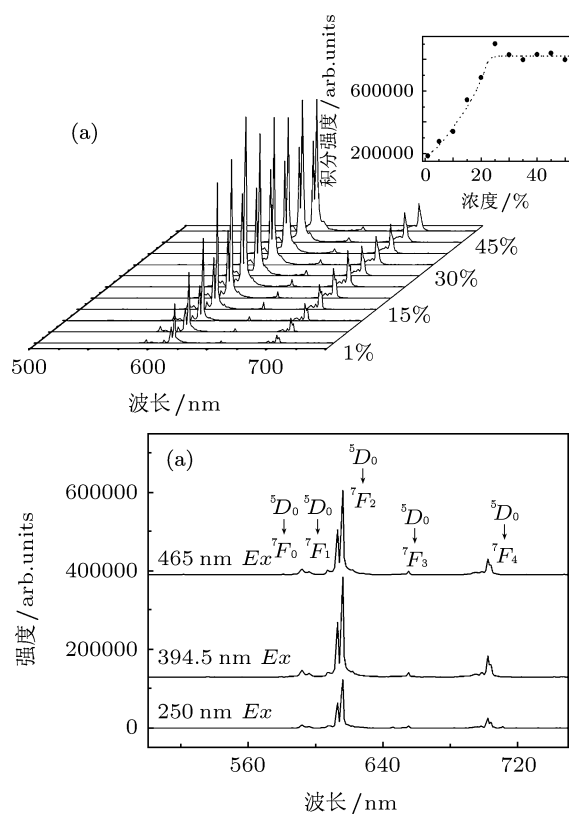 (a)
积分强度/arb.units
600000
200000
0 20 40
浓度/%
45%
30%
15%
1%
500 600 700
波长/nm
(a)
强度/arb.units
600000
400000
200000
0
⁵D₀ ⁵D₀ ⁵D₀ ⁵D₀ ⁵D₀
⁷F₀ ⁷F₁ ⁷F₂ ⁷F₃ ⁷F₄
465 nm Ex
394.5 nm Ex
250 nm Ex
560 640 720
波长/nm